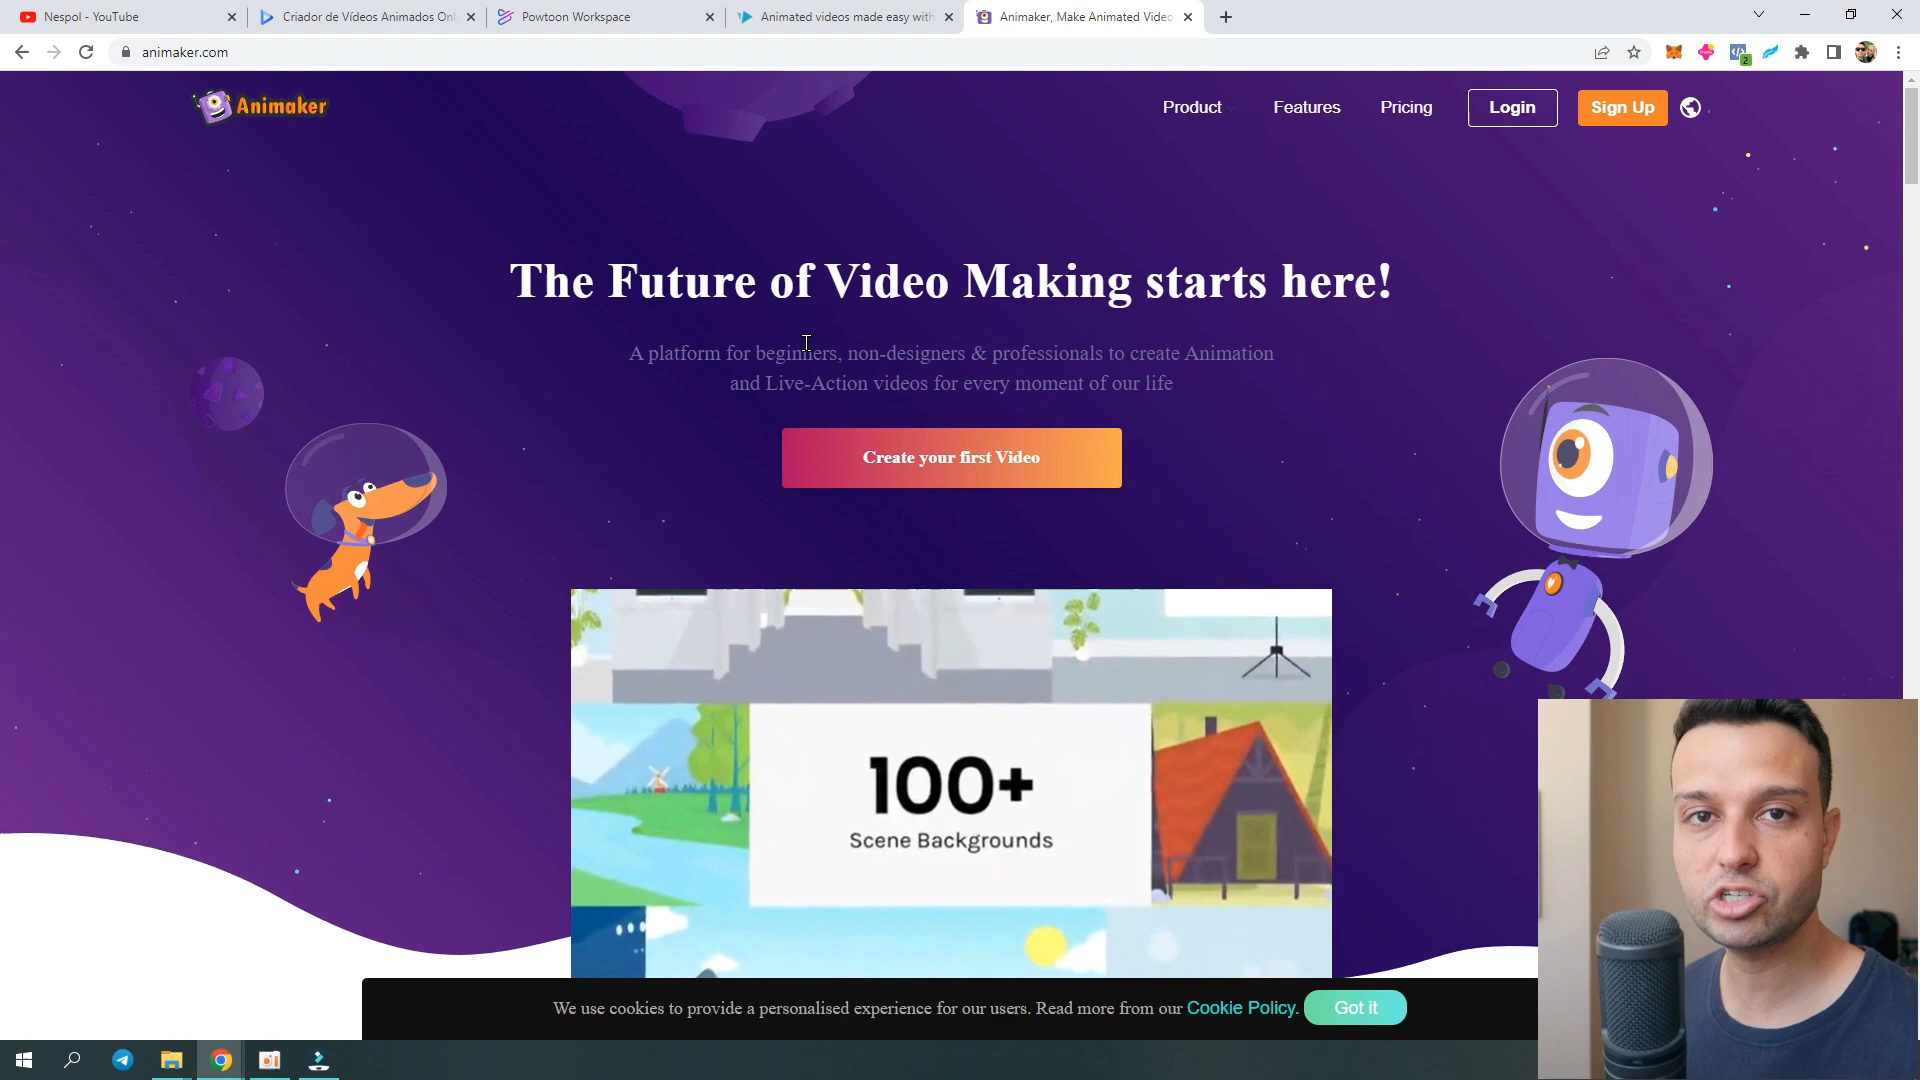 Nespol - YouTube
Criador de Vídeos Animados Onl
Powtoon Workspace
Animated videos made easy with
Animaker, Make Animated Video
animaker.com
2
Animaker
Product
Features
Pricing
Login
Sign Up
The Future of Video Making starts here!
A platform for beginners, non-designers & professionals to create Animation
and Live-Action videos for every moment of our life
Create your first Video
100+
Scene Backgrounds
We use cookies to provide a personalised experience for our users. Read more from our Cookie Policy.
Got it